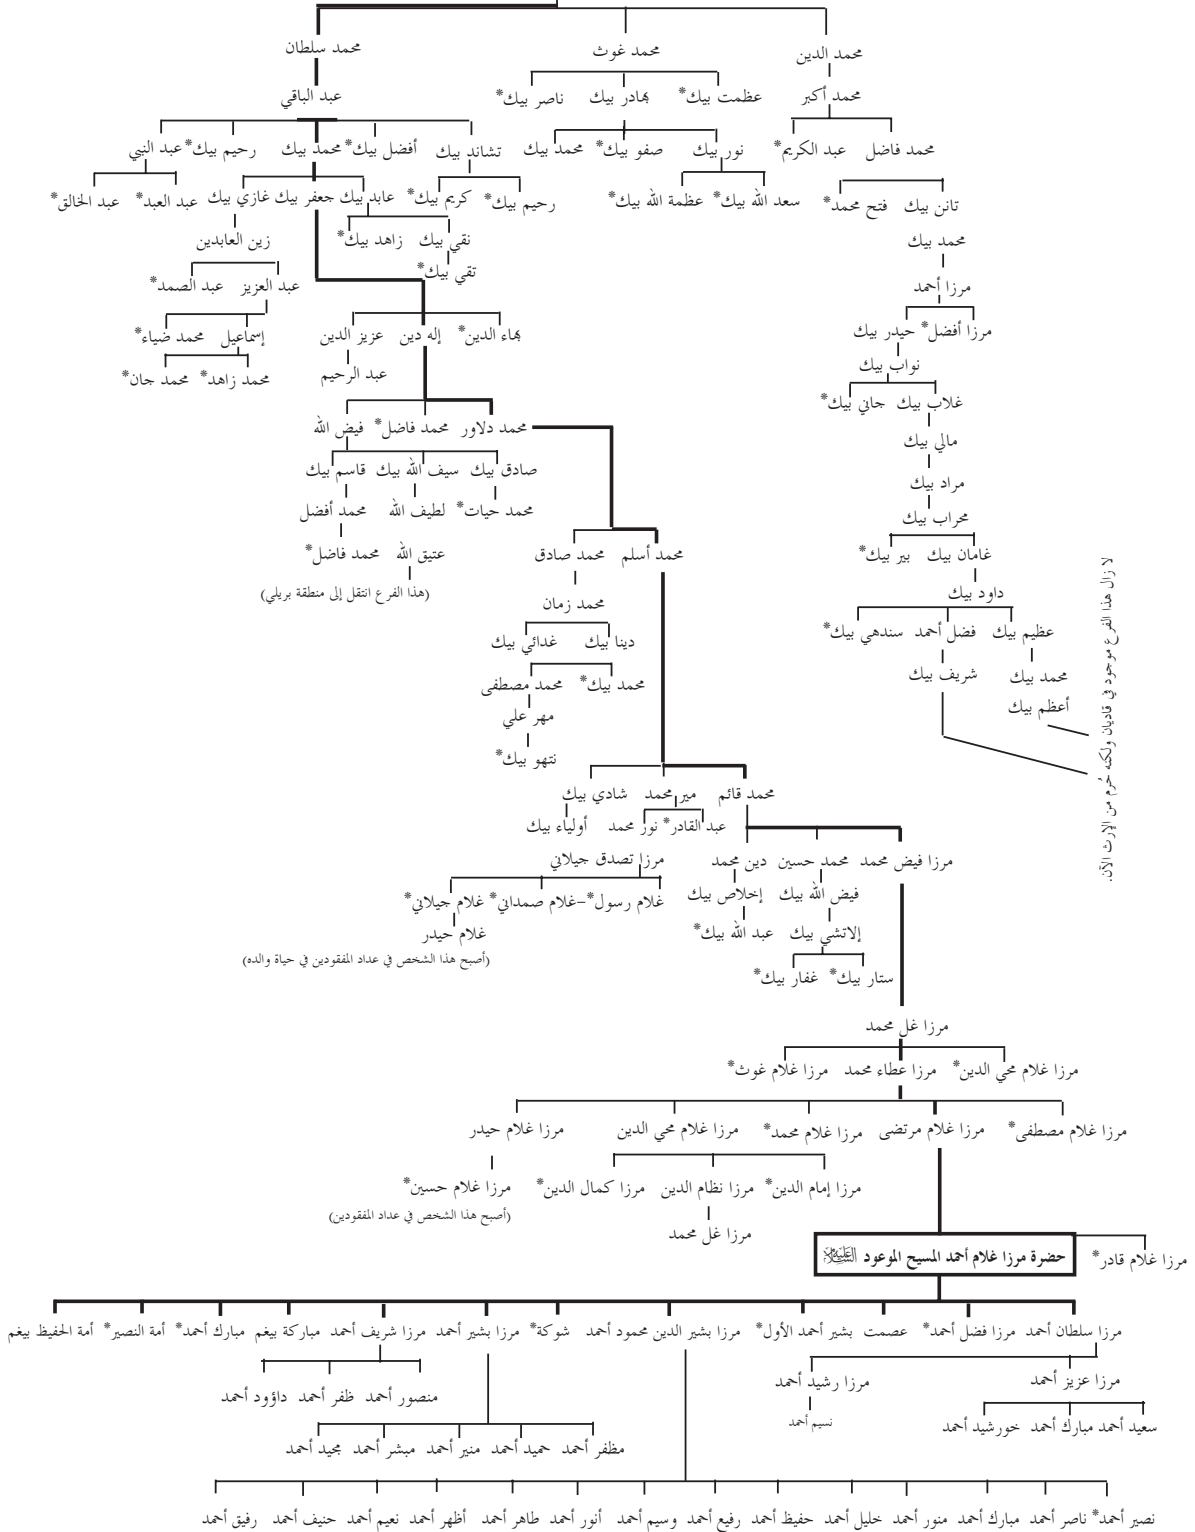 محمد الدين محمد غوث محمد سلطان
محمد أكبر عظمت بيك* بهادر بيك ناصر بيك* عبد الباقي
محمد فاضل عبد الكريم* نور بيك صفو بيك* محمد بيك تشاند بيك أفضل بيك* محمد بيك رحيم بيك* عبد النبي
تانن بيك فتح محمد* سعد الله بيك* عظمة الله بيك* رحيم بيك* كريم بيك* عابد بيك جعفر بيك غازي بيك عبد العبد* عبد الخالق*
محمد بيك نقي بيك زاهد بيك* زين العابدين
تقي بيك*
مرزا أحمد عبد العزيز عبد الصمد*
مرزا أفضل* حيدر بيك بهاء الدين* إله دين عزيز الدين إسماعيل محمد ضياء*
نواب بيك عبد الرحيم محمد زاهد* محمد جان*
غلاب بيك جاني بيك*
محمد دلاور محمد فاضل* فيض الله
مالي بيك
صادق بيك سيف الله بيك قاسم بيك
مراد بيك
محمد حيات* لطيف الله محمد أفضل
محراب بيك
غامان بيك بير بيك* محمد أسلم محمد صادق عتيق الله محمد فاضل*
داود بيك (هذا الفرع انتقل إلى منطقة بريلي)
محمد زمان
عظيم بيك فضل أحمد سندهي بيك* دينا بيك غدائي بيك
محمد بيك شريف بيك محمد بيك* محمد مصطفى
أعظم بيك مهر علي
لا زال هذا الفرع موجود في قاديان ولكنه حُرم من الإرث الآن.
نتهو بيك*
محمد قائم مير محمد شادي بيك
عبد القادر* نور محمد أولياء بيك
مرزا فيض محمد محمد حسين دين محمد مرزا تصدق جيلاني
فيض الله بيك إخلاص بيك غلام رسول*-غلام صمداني* غلام جيلاني*
إلاتشي بيك عبد الله بيك* غلام حيدر
(أصبح هذا الشخص في عداد المفقودين في حياة والده)
ستار بيك* غفار بيك*
مرزا غل محمد
مرزا غلام محي الدين* مرزا عطاء محمد مرزا غلام غوث*
مرزا غلام مصطفى* مرزا غلام مرتضى مرزا غلام محمد* مرزا غلام محي الدين مرزا غلام حيدر
مرزا إمام الدين* مرزا نظام الدين مرزا كمال الدين* مرزا غلام حسين*
(أصبح هذا الشخص في عداد المفقودين)
مرزا غل محمد
مرزا غلام قادر* حضرة مرزا غلام أحمد المسيح الموعود عليه السلام
مرزا سلطان أحمد مرزا فضل أحمد* عصمت بشير أحمد الأول* مرزا بشير الدين محمود أحمد شوكة* مرزا بشير أحمد مرزا شريف أحمد مباركة بيغم مبارك أحمد* أمة النصير* أمة الحفيظ بيغم
مرزا عزيز أحمد مرزا رشيد أحمد منصور أحمد ظفر أحمد داؤود أحمد
سعيد أحمد مبارك أحمد خورشيد أحمد نسيم أحمد
مظفر أحمد حميد أحمد منير أحمد مبشر أحمد مجيد أحمد
نصير أحمد* ناصر أحمد مبارك أحمد منور أحمد خليل أحمد حفيظ أحمد رفيع أحمد وسيم أحمد أنور أحمد طاهر أحمد أظهر أحمد نعيم أحمد حنيف أحمد رفيق أحمد